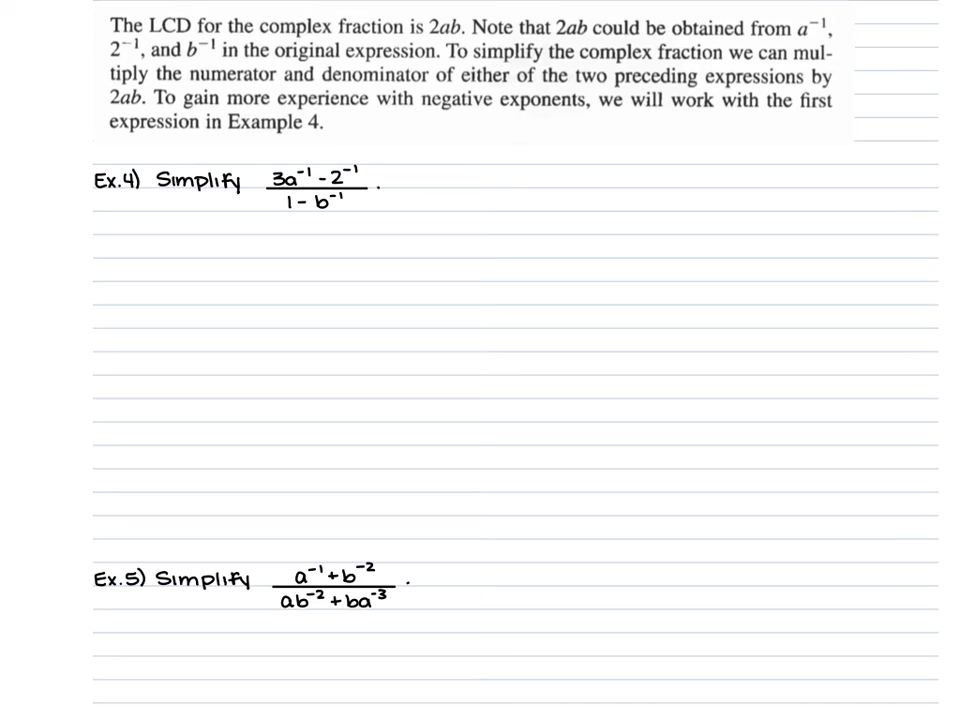 The LCD for the complex fraction is 2ab. Note that 2ab could be obtained from a⁻¹,
2⁻¹, and b⁻¹ in the original expression. To simplify the complex fraction we can mul-
tiply the numerator and denominator of either of the two preceding expressions by
2ab. To gain more experience with negative exponents, we will work with the first
expression in Example 4.
Ex.4) Simplify (3a⁻¹ - 2⁻¹)/(1 - b⁻¹).
Ex.5) Simplify (a⁻¹ + b⁻²)/(ab⁻² + ba⁻³).